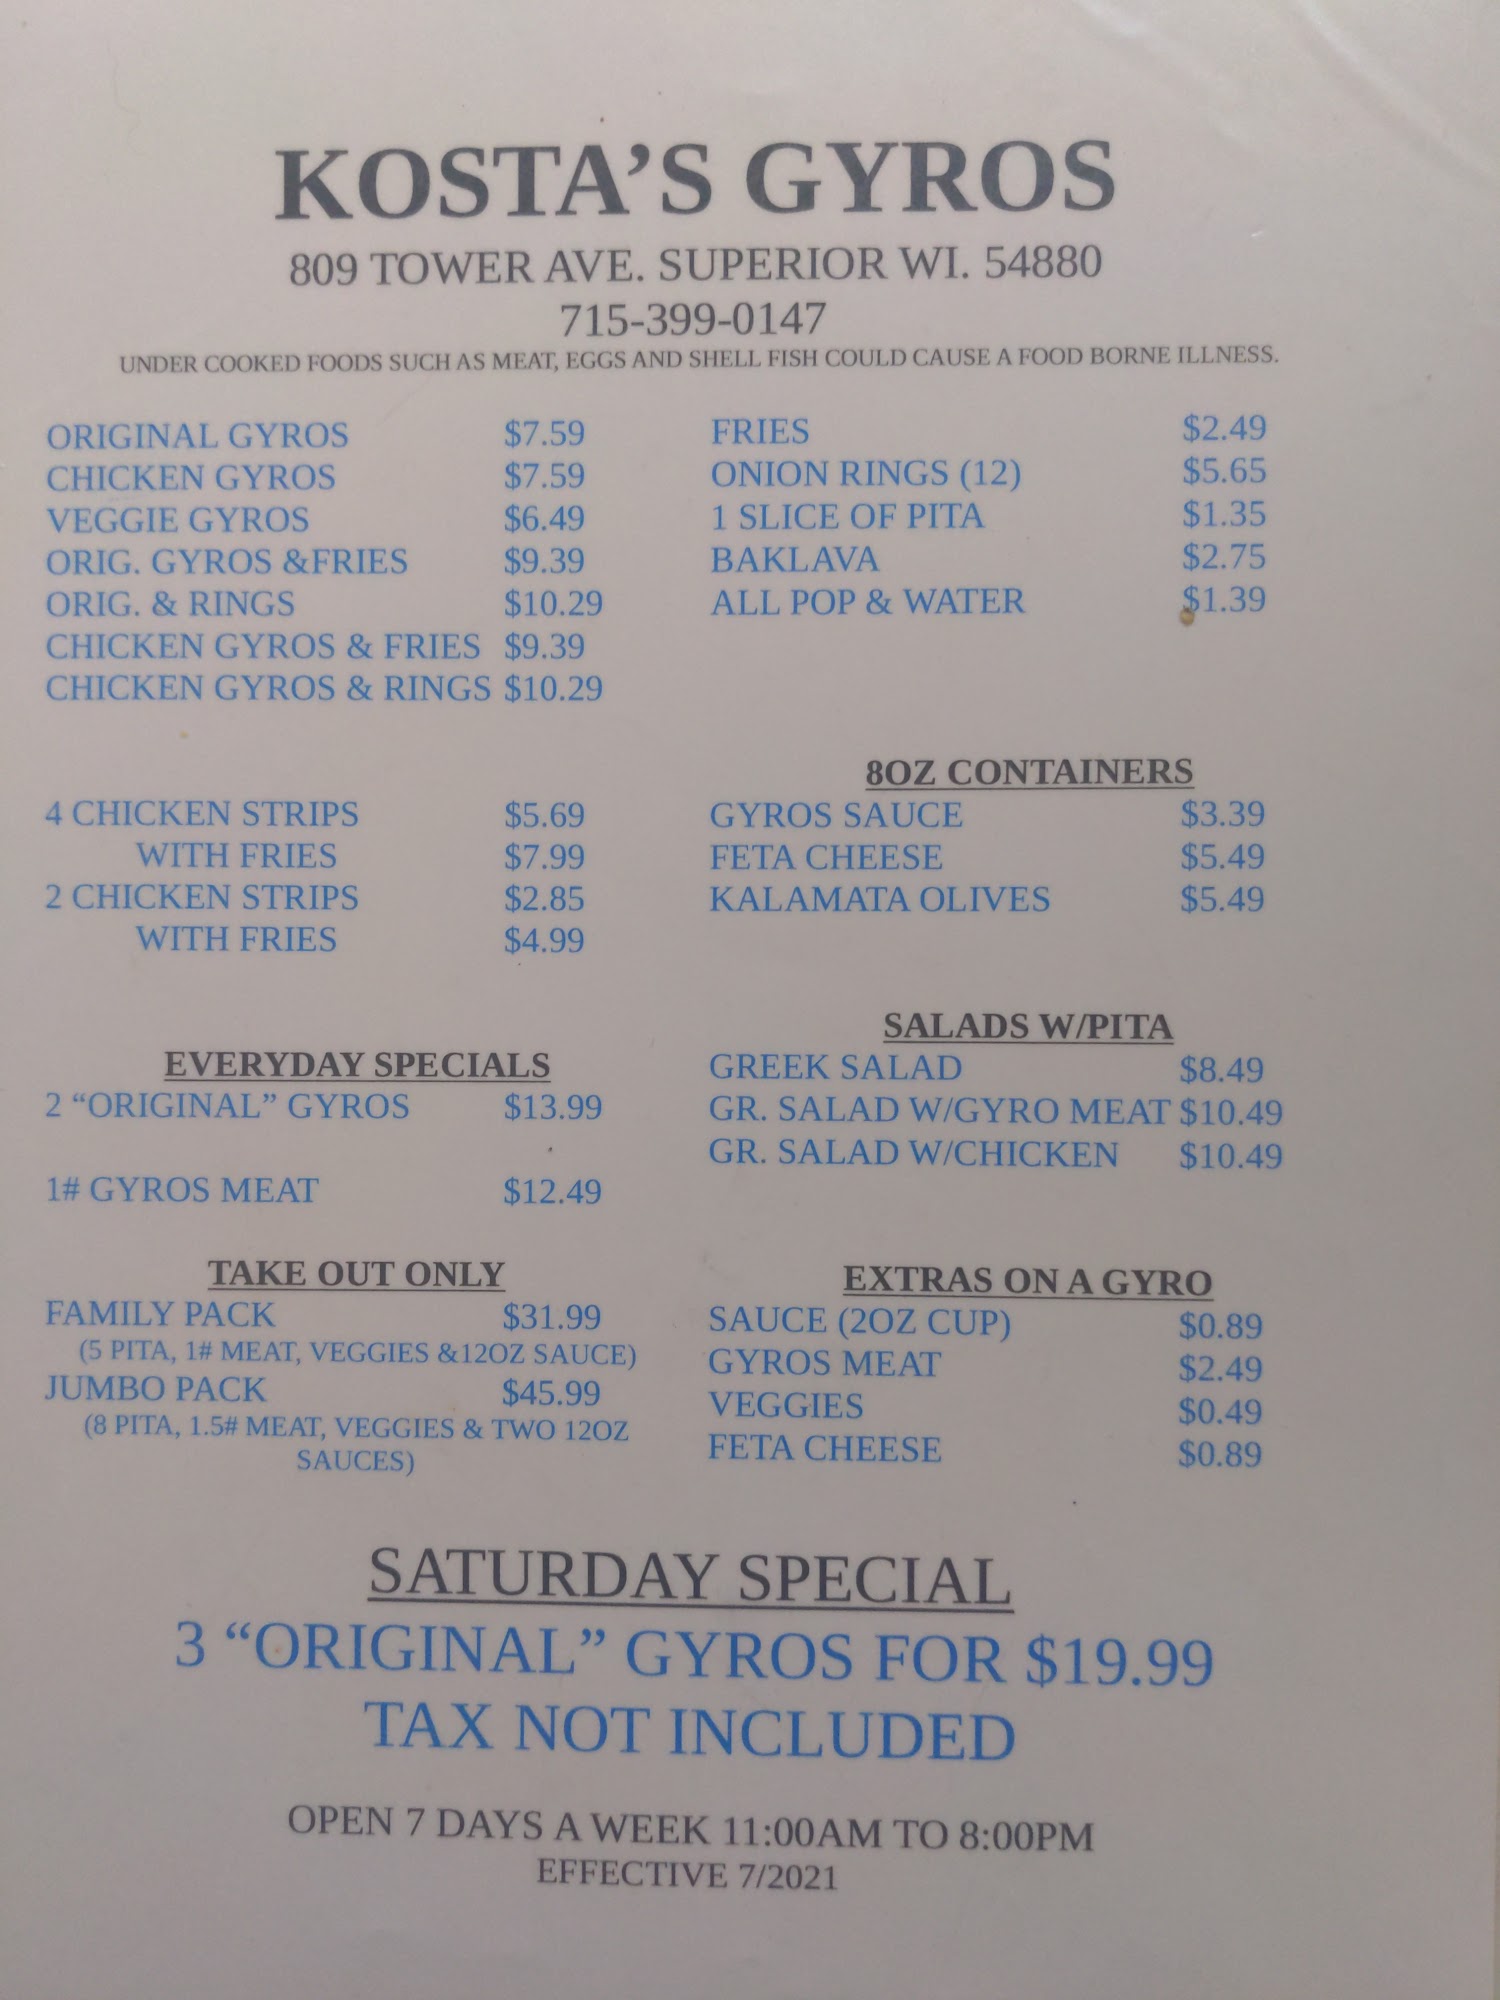 KOSTA'S GYROS
809 TOWER AVE. SUPERIOR WI. 54880
715-399-0147
UNDER COOKED FOODS SUCH AS MEAT, EGGS AND SHELL FISH COULD CAUSE A FOOD BORNE ILLNESS.
ORIGINAL GYROS $7.59
CHICKEN GYROS $7.59
VEGGIE GYROS $6.49
ORIG. GYROS &FRIES $9.39
ORIG. & RINGS $10.29
CHICKEN GYROS & FRIES $9.39
CHICKEN GYROS & RINGS $10.29
FRIES $2.49
ONION RINGS (12) $5.65
1 SLICE OF PITA $1.35
BAKLAVA $2.75
ALL POP & WATER $1.39
4 CHICKEN STRIPS $5.69
WITH FRIES $7.99
2 CHICKEN STRIPS $2.85
WITH FRIES $4.99
8OZ CONTAINERS
GYROS SAUCE $3.39
FETA CHEESE $5.49
KALAMATA OLIVES $5.49
EVERYDAY SPECIALS
2 “ORIGINAL” GYROS $13.99
1# GYROS MEAT $12.49
SALADS W/PITA
GREEK SALAD $8.49
GR. SALAD W/GYRO MEAT $10.49
GR. SALAD W/CHICKEN $10.49
TAKE OUT ONLY
FAMILY PACK $31.99
(5 PITA, 1# MEAT, VEGGIES &12OZ SAUCE)
JUMBO PACK $45.99
(8 PITA, 1.5# MEAT, VEGGIES & TWO 12OZ
SAUCES)
EXTRAS ON A GYRO
SAUCE (2OZ CUP) $0.89
GYROS MEAT $2.49
VEGGIES $0.49
FETA CHEESE $0.89
SATURDAY SPECIAL
3 “ORIGINAL” GYROS FOR $19.99
TAX NOT INCLUDED
OPEN 7 DAYS A WEEK 11:00AM TO 8:00PM
EFFECTIVE 7/2021